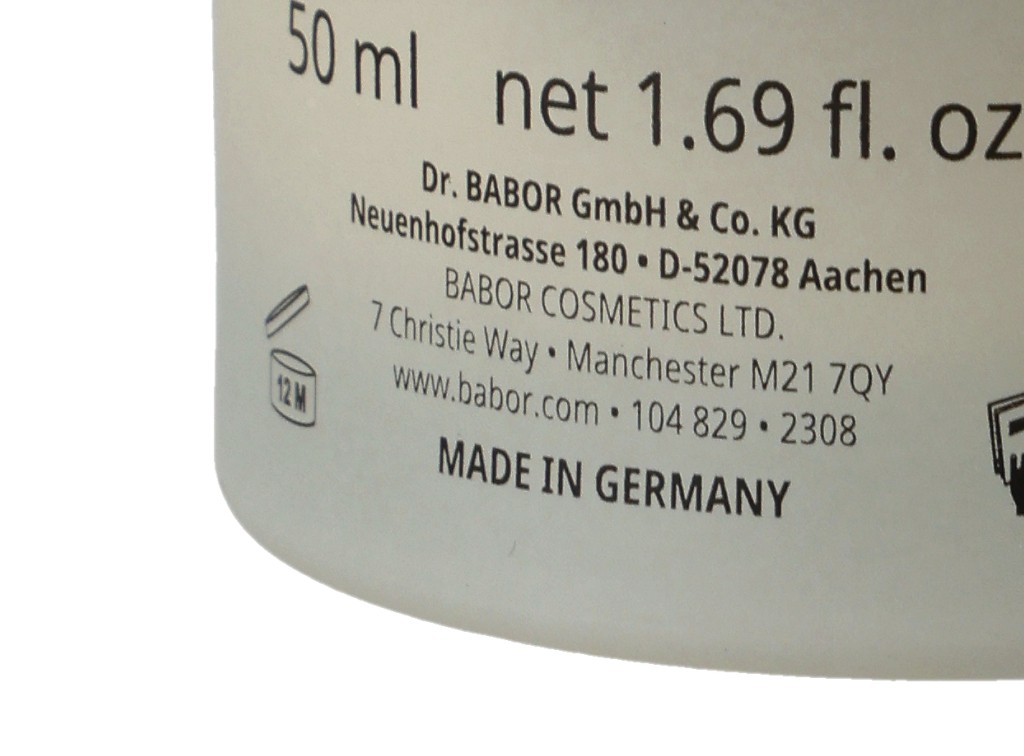 50 ml net 1.69 fl. oz
Dr. BABOR GmbH & Co. KG
Neuenhofstrasse 180 • D-52078 Aachen
BABOR COSMETICS LTD.
7 Christie Way • Manchester M21 7QY
www.babor.com • 104 829 • 2308
12 M
MADE IN GERMANY